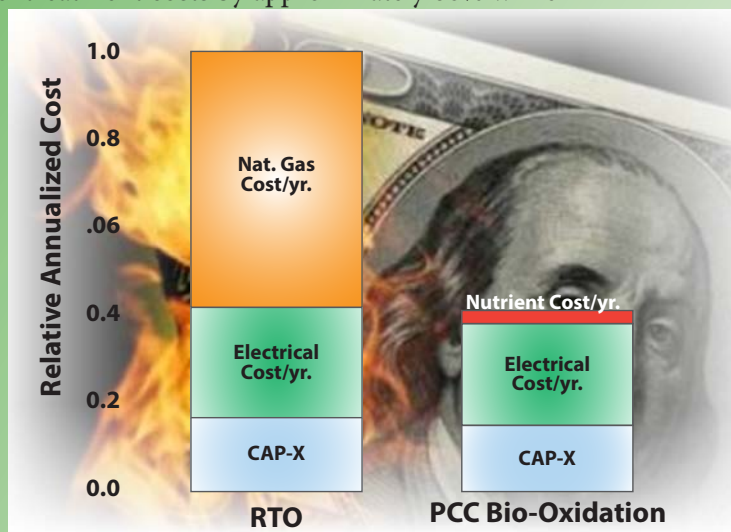 1.0
0.8
.06
0.4
0.2
0.0
Relative Annualized Cost
Nat. Gas
Cost/yr.
Electrical
Cost/yr.
CAP-X
RTO
NOTE
Nutrient Cost/yr.
Electrical
Cost/yr.
CAP-X
PCC Bio-Oxidation